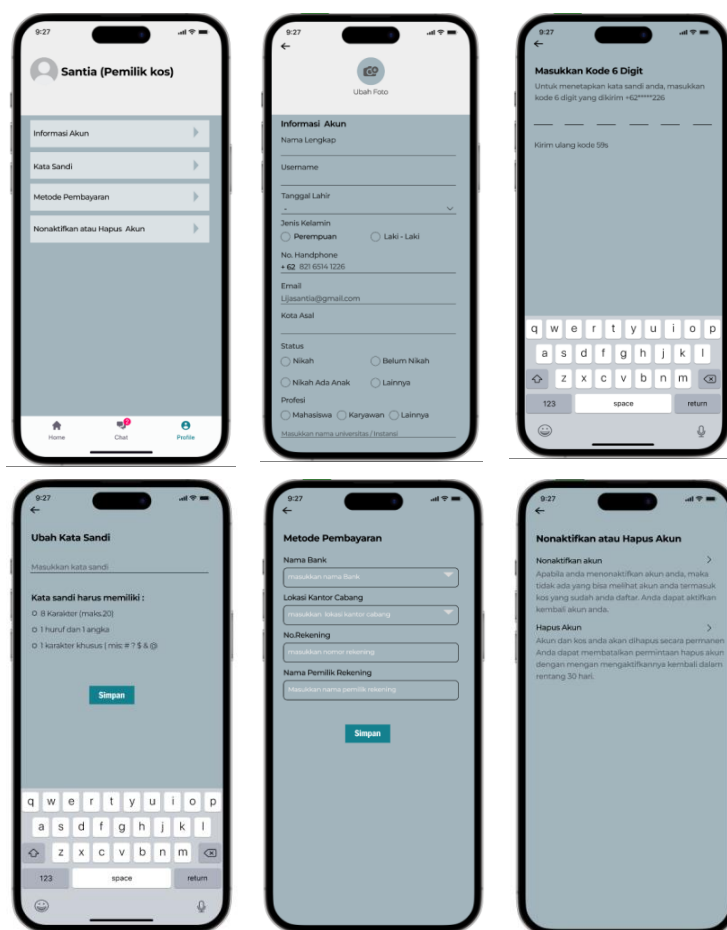 9:27
Santia (Pemilik kos)
Informasi Akun
Kata Sandi
Metode Pembayaran
Nonaktifkan atau Hapus Akun
2
Home Chat Profile
9:27
Ubah Foto
Informasi Akun
Nama Lengkap
Username
Tanggal Lahir
-
Jenis Kelamin
Perempuan Laki - Laki
No. Handphone
+ 62 821 6514 1226
Email
Lijasantia@gmail.com
Kota Asal
Status
Nikah Belum Nikah
Nikah Ada Anak Lainnya
Profesi
Mahasiswa Karyawan Lainnya
Masukkan nama universitas / Instansi
9:27
Masukkan Kode 6 Digit
Untuk menetapkan kata sandi anda, masukkan
kode 6 digit yang dikirim +62*****226
Kirim ulang kode 59s
q w e r t y u i o p
a s d f g h j k l
z x c v b n m
123 space return
9:27
Ubah Kata Sandi
Masukkan kata sandi
Kata sandi harus memiliki :
8 Karakter (maks.20)
1 huruf dan 1 angka
1 karakter khusus ( mis: # ? $ & @
Simpan
q w e r t y u i o p
a s d f g h j k l
z x c v b n m
123 space return
9:27
Metode Pembayaran
Nama Bank
masukkan nama Bank
Lokasi Kantor Cabang
masukkan lokasi kantor cabang
No.Rekening
masukkan nomor rekening
Nama Pemilik Rekening
Masukkan nama pemilik rekening
Simpan
9:27
Nonaktifkan atau Hapus Akun
Nonaktifkan akun
Apabila anda menonaktifkan akun anda, maka
tidak ada yang bisa melihat akun anda termasuk
kos yang sudah anda daftar. Anda dapat aktifkan
kembali akun anda.
Hapus Akun
Akun dan kos anda akan dihapus secara permanen
Anda dapat membatalkan permintaan hapus akun
dengan mengan mengaktifkannya kembali dalam
rentang 30 hari.